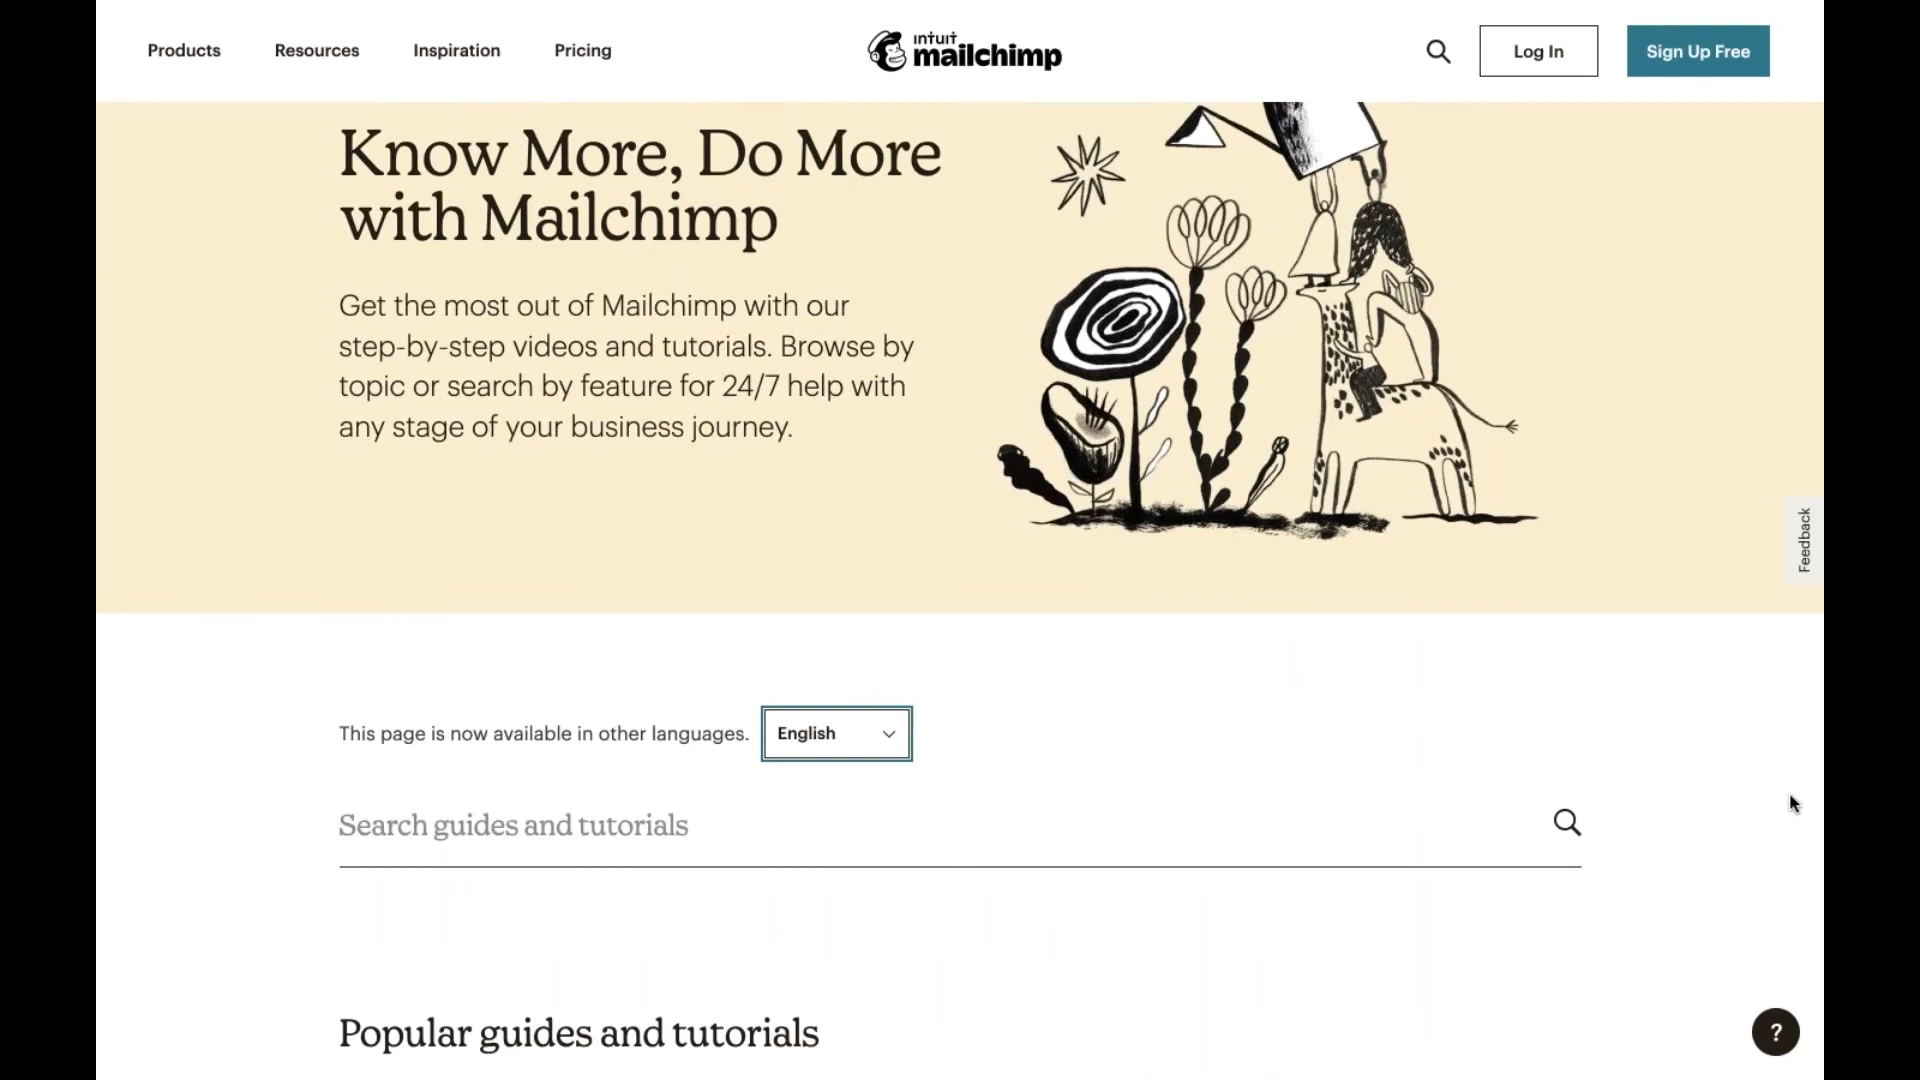 Products
Resources
Inspiration
Pricing
intuit
mailchimp
Log In
Sign Up Free
Know More, Do More
with Mailchimp
Get the most out of Mailchimp with our
step-by-step videos and tutorials. Browse by
topic or search by feature for 24/7 help with
any stage of your business journey.
Feedback
This page is now available in other languages.
English
Search guides and tutorials
Popular guides and tutorials
?